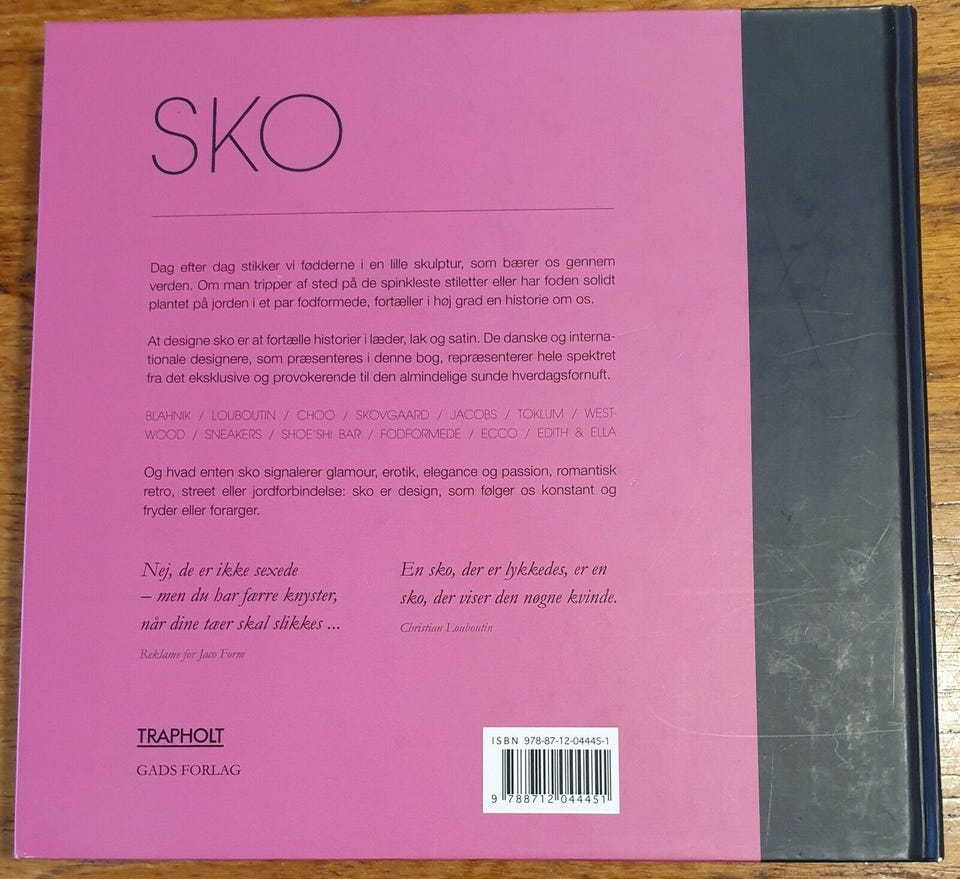 SKO
Dag efter dag stikker vi fødderne i en lille skulptur, som bærer os gennem
verden. Om man tripper af sted på de spinkleste stiletter eller har foden solidt
plantet på jorden i et par fodformede, fortæller i høj grad en historie om os.
At designe sko er at fortælle historier i læder, lak og satin. De danske og interna-
tionale designere, som præsenteres i denne bog, repræsenterer hele spektret
fra det eksklusive og provokerende til den almindelige sunde hverdagsfornuft.
BLAHNIK / LOUBOUTIN / CHOO / SKOVGAARD / JACOBS / TOKLUM / WEST-
WOOD / SNEAKERS / SHOE'SHI BAR / FODFORMEDE / ECCO / EDITH & ELLA
Og hvad enten sko signalerer glamour, erotik, elegance og passion, romantisk
retro, street eller jordforbindelse: sko er design, som følger os konstant og
fryder eller forarger.
Nej, de er ikke sexede
– men du har færre knyster,
når dine tæer skal slikkes ...
Reklame for Jaco Form
En sko, der er lykkedes, er en
sko, der viser den nøgne kvinde.
Christian Louboutin
TRAPHOLT
GADS FORLAG
ISBN 978-87-12-04445-1
9 788712 044451